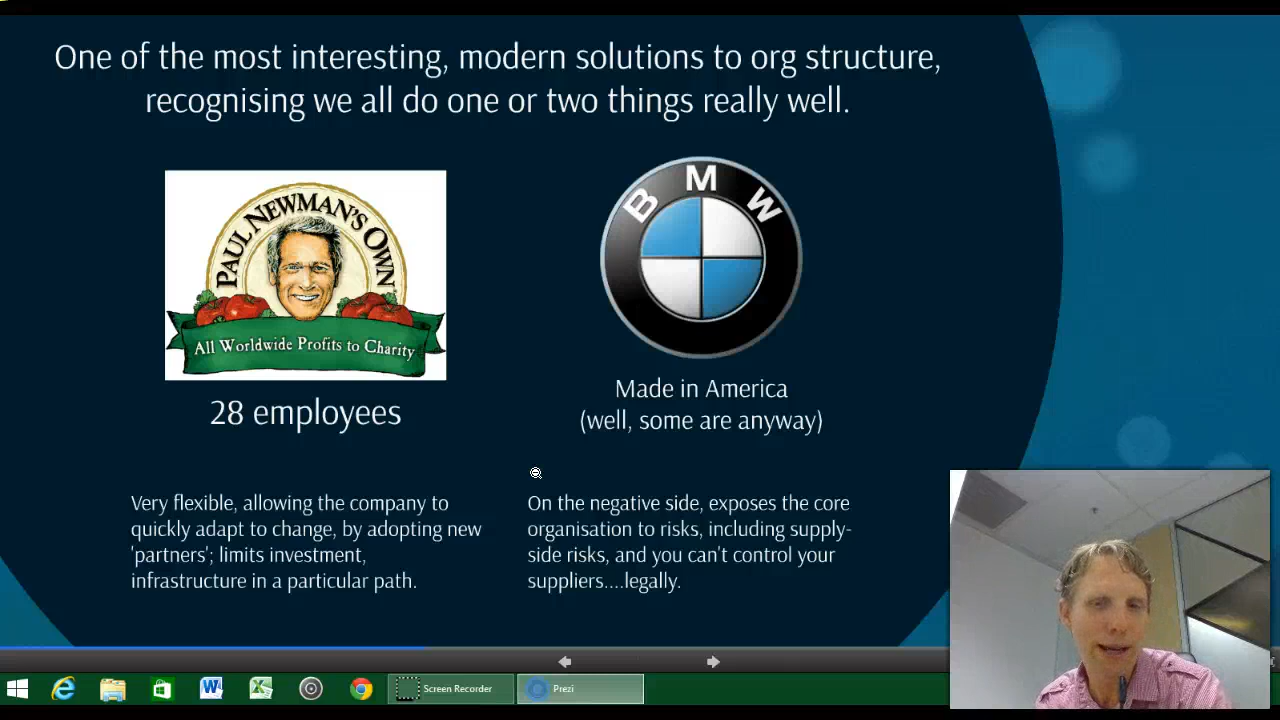 One of the most interesting, modern solutions to org structure,
recognising we all do one or two things really well.
PAUL NEWMAN'S OWN
All Worldwide Profits to Charity
BMW
28 employees
Made in America
(well, some are anyway)
Very flexible, allowing the company to
quickly adapt to change, by adopting new
'partners'; limits investment,
infrastructure in a particular path.
On the negative side, exposes the core
organisation to risks, including supply-
side risks, and you can't control your
suppliers....legally.
Screen Recorder
Prezi